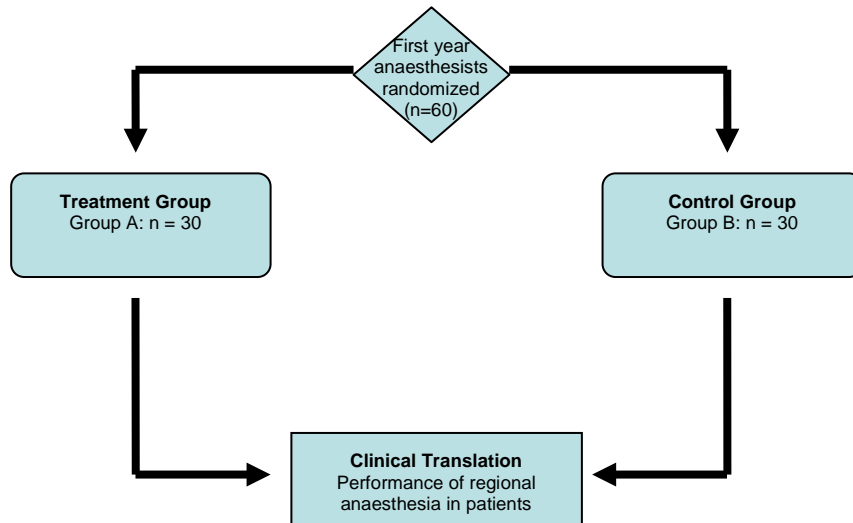 First year
anaesthesists
randomized
(n=60)
Treatment Group
Group A: n = 30
Control Group
Group B: n = 30
Clinical Translation
Performance of regional
anaesthesia in patients